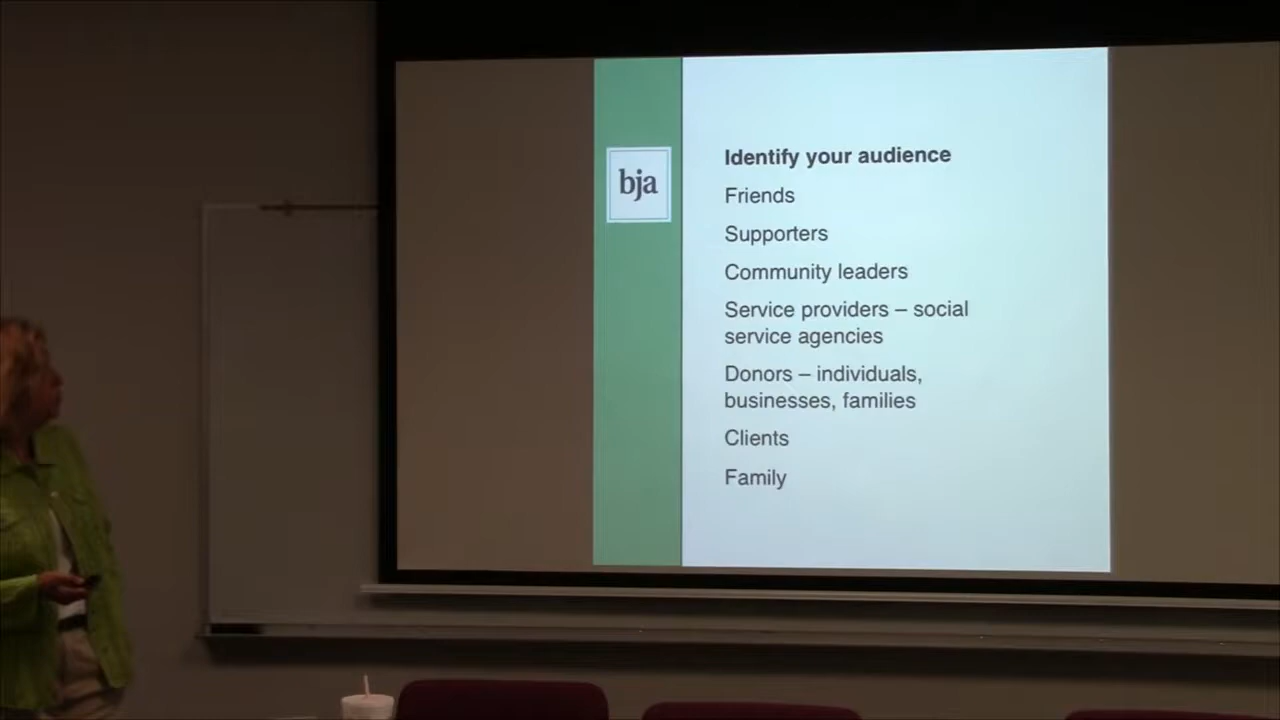 bja
Identify your audience
Friends
Supporters
Community leaders
Service providers – social
service agencies
Donors – individuals,
businesses, families
Clients
Family